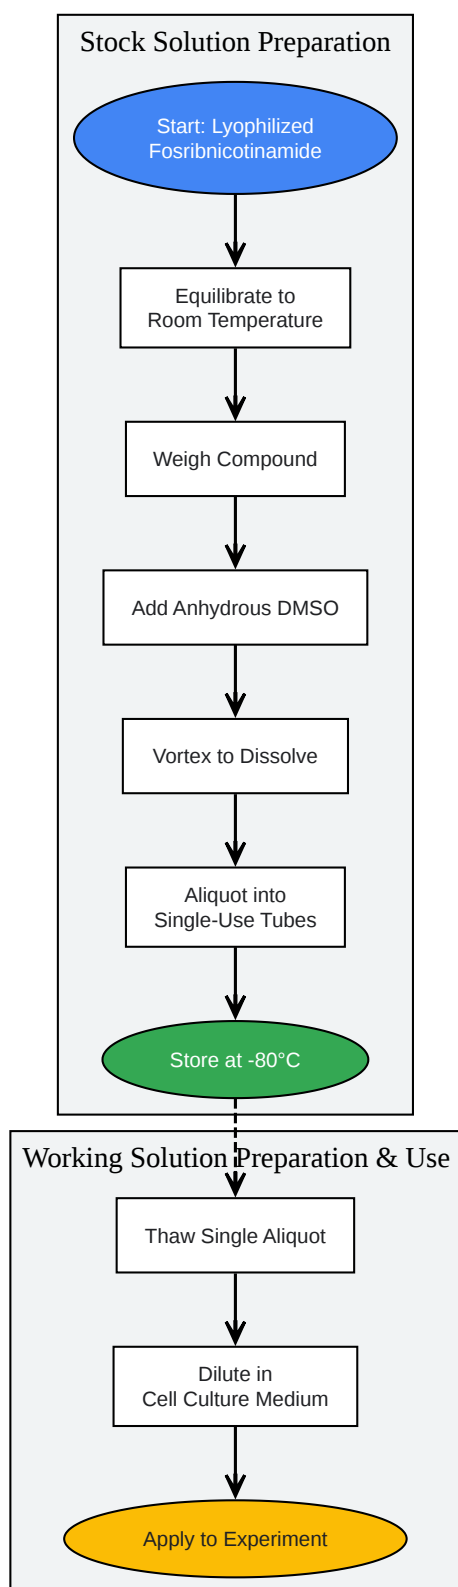 Stock Solution Preparation
Start: Lyophilized
Fosribnicotinamide
Equilibrate to
Room Temperature
Weigh Compound
Add Anhydrous DMSO
Vortex to Dissolve
Aliquot into
Single-Use Tubes
Store at -80°C
Working Solution Preparation & Use
Thaw Single Aliquot
Dilute in
Cell Culture Medium
Apply to Experiment